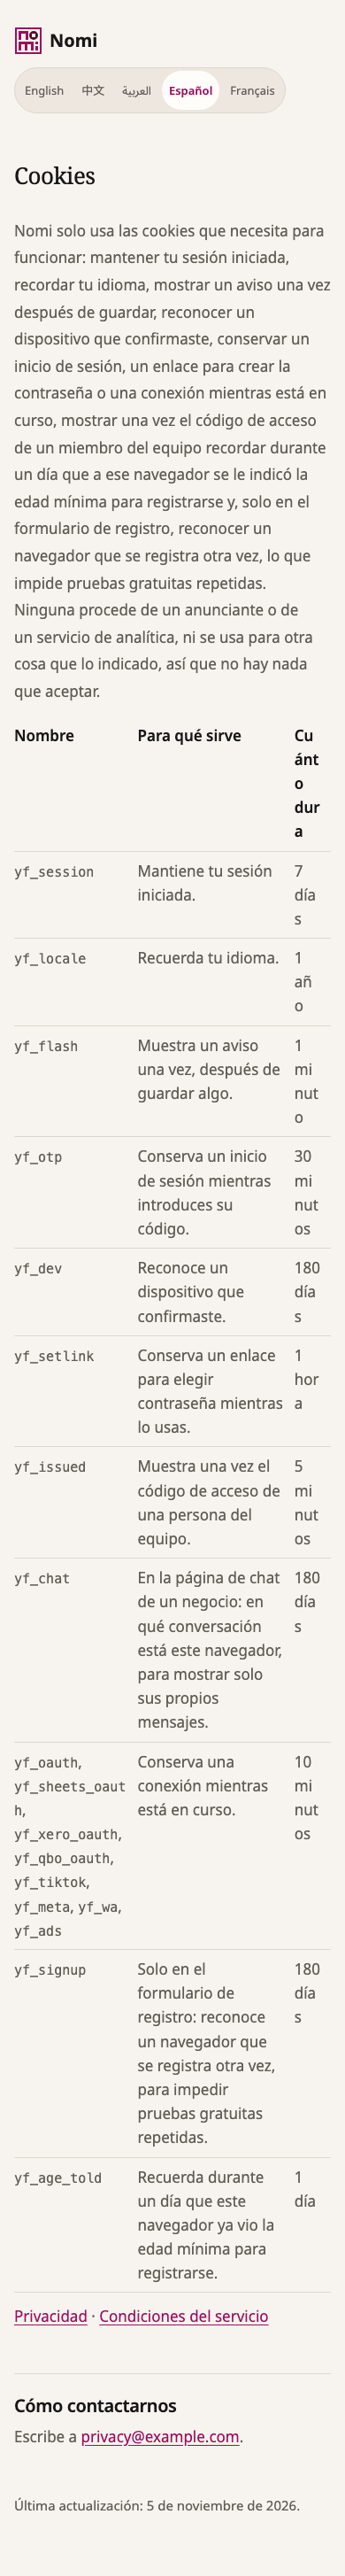 Nomi
English 中文 العربية Español Français
Cookies
Nomi solo usa las cookies que necesita para
funcionar: mantener tu sesión iniciada,
recordar tu idioma, mostrar un aviso una vez
después de guardar, reconocer un
dispositivo que confirmaste, conservar un
inicio de sesión, un enlace para crear la
contraseña o una conexión mientras está en
curso, mostrar una vez el código de acceso
de un miembro del equipo recordar durante
un día que a ese navegador se le indicó la
edad mínima para registrarse y, solo en el
formulario de registro, reconocer un
navegador que se registra otra vez, lo que
impide pruebas gratuitas repetidas.
Ninguna procede de un anunciante o de
un servicio de analítica, ni se usa para otra
cosa que lo indicado, así que no hay nada
que aceptar.
Nombre Para qué sirve Cu
ánt
o
dur
a
yf_session Mantiene tu sesión 7
iniciada. día
s
yf_locale Recuerda tu idioma. 1
añ
o
yf_flash Muestra un aviso 1
una vez, después de mi
guardar algo. nut
o
yf_otp Conserva un inicio 30
de sesión mientras mi
introduces su nut
código. os
yf_dev Reconoce un 180
dispositivo que día
confirmaste. s
yf_setlink Conserva un enlace 1
para elegir hor
contraseña mientras a
lo usas.
yf_issued Muestra una vez el 5
código de acceso de mi
una persona del nut
equipo. os
yf_chat En la página de chat 180
de un negocio: en día
qué conversación s
está este navegador,
para mostrar solo
sus propios
mensajes.
yf_oauth, Conserva una 10
yf_sheets_oaut conexión mientras mi
h, está en curso. nut
yf_xero_oauth, os
yf_qbo_oauth,
yf_tiktok,
yf_meta, yf_wa,
yf_ads
yf_signup Solo en el 180
formulario de día
registro: reconoce s
un navegador que
se registra otra vez,
para impedir
pruebas gratuitas
repetidas.
yf_age_told Recuerda durante 1
un día que este día
navegador ya vio la
edad mínima para
registrarse.
Privacidad · Condiciones del servicio
Cómo contactarnos
Escribe a privacy@example.com.
Última actualización: 5 de noviembre de 2026.